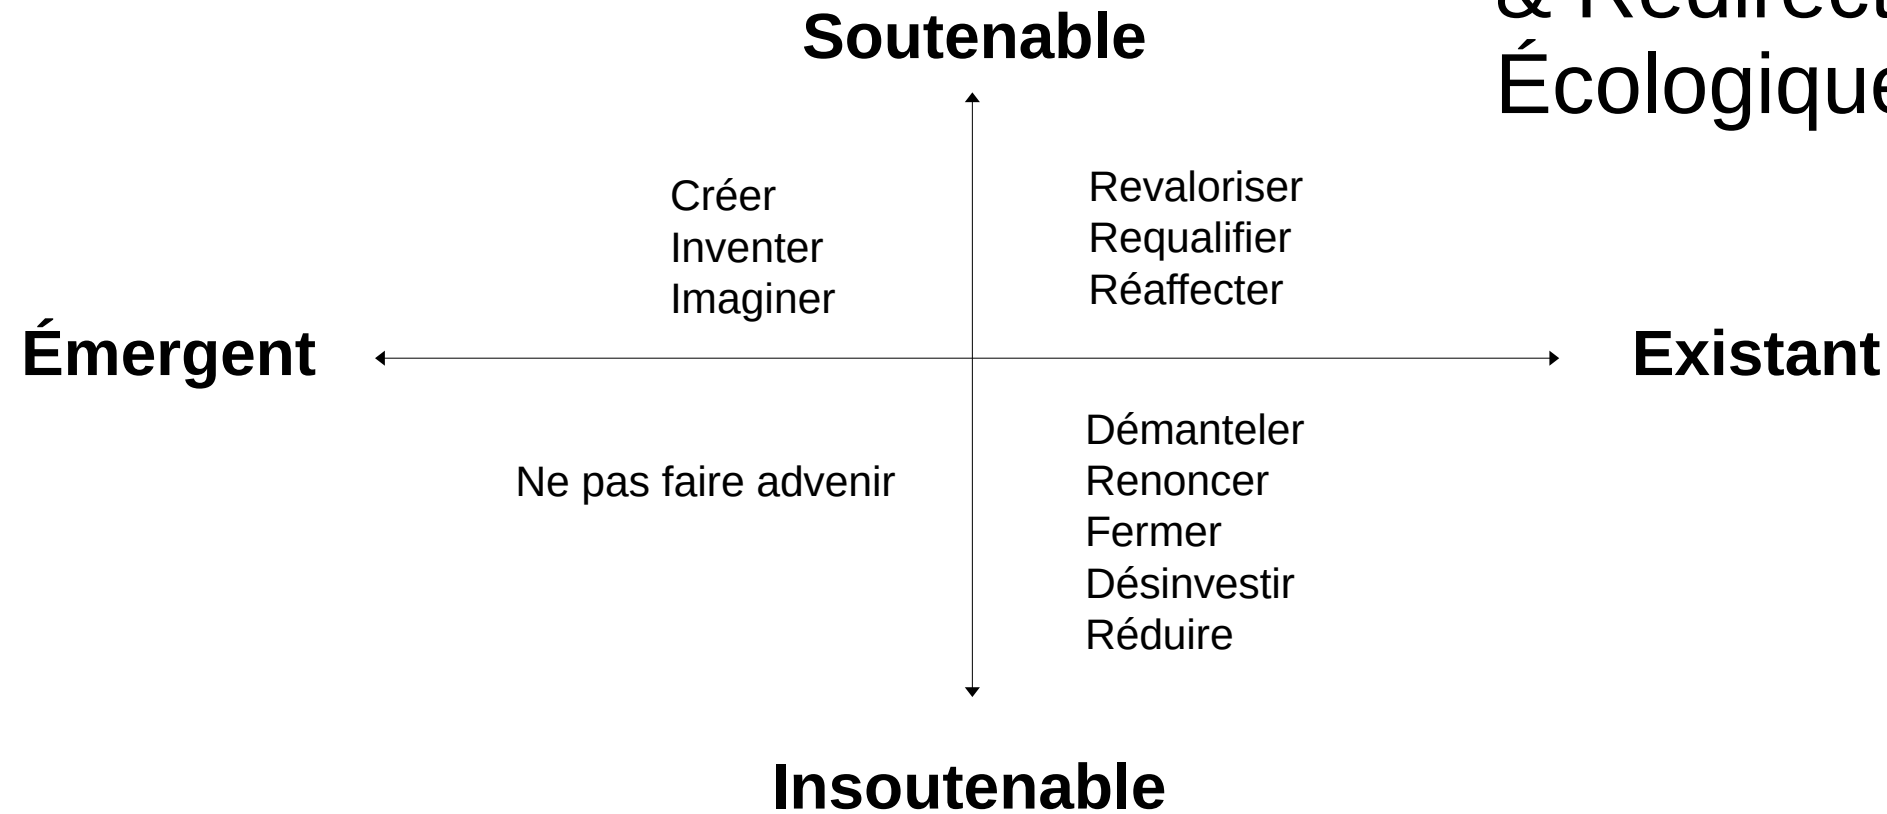 & Redirect
Écologique
Soutenable
Créer
Inventer
Imaginer
Revaloriser
Requalifier
Réaffecter
Émergent
Existant
Ne pas faire advenir
Démanteler
Renoncer
Fermer
Désinvestir
Réduire
Insoutenable